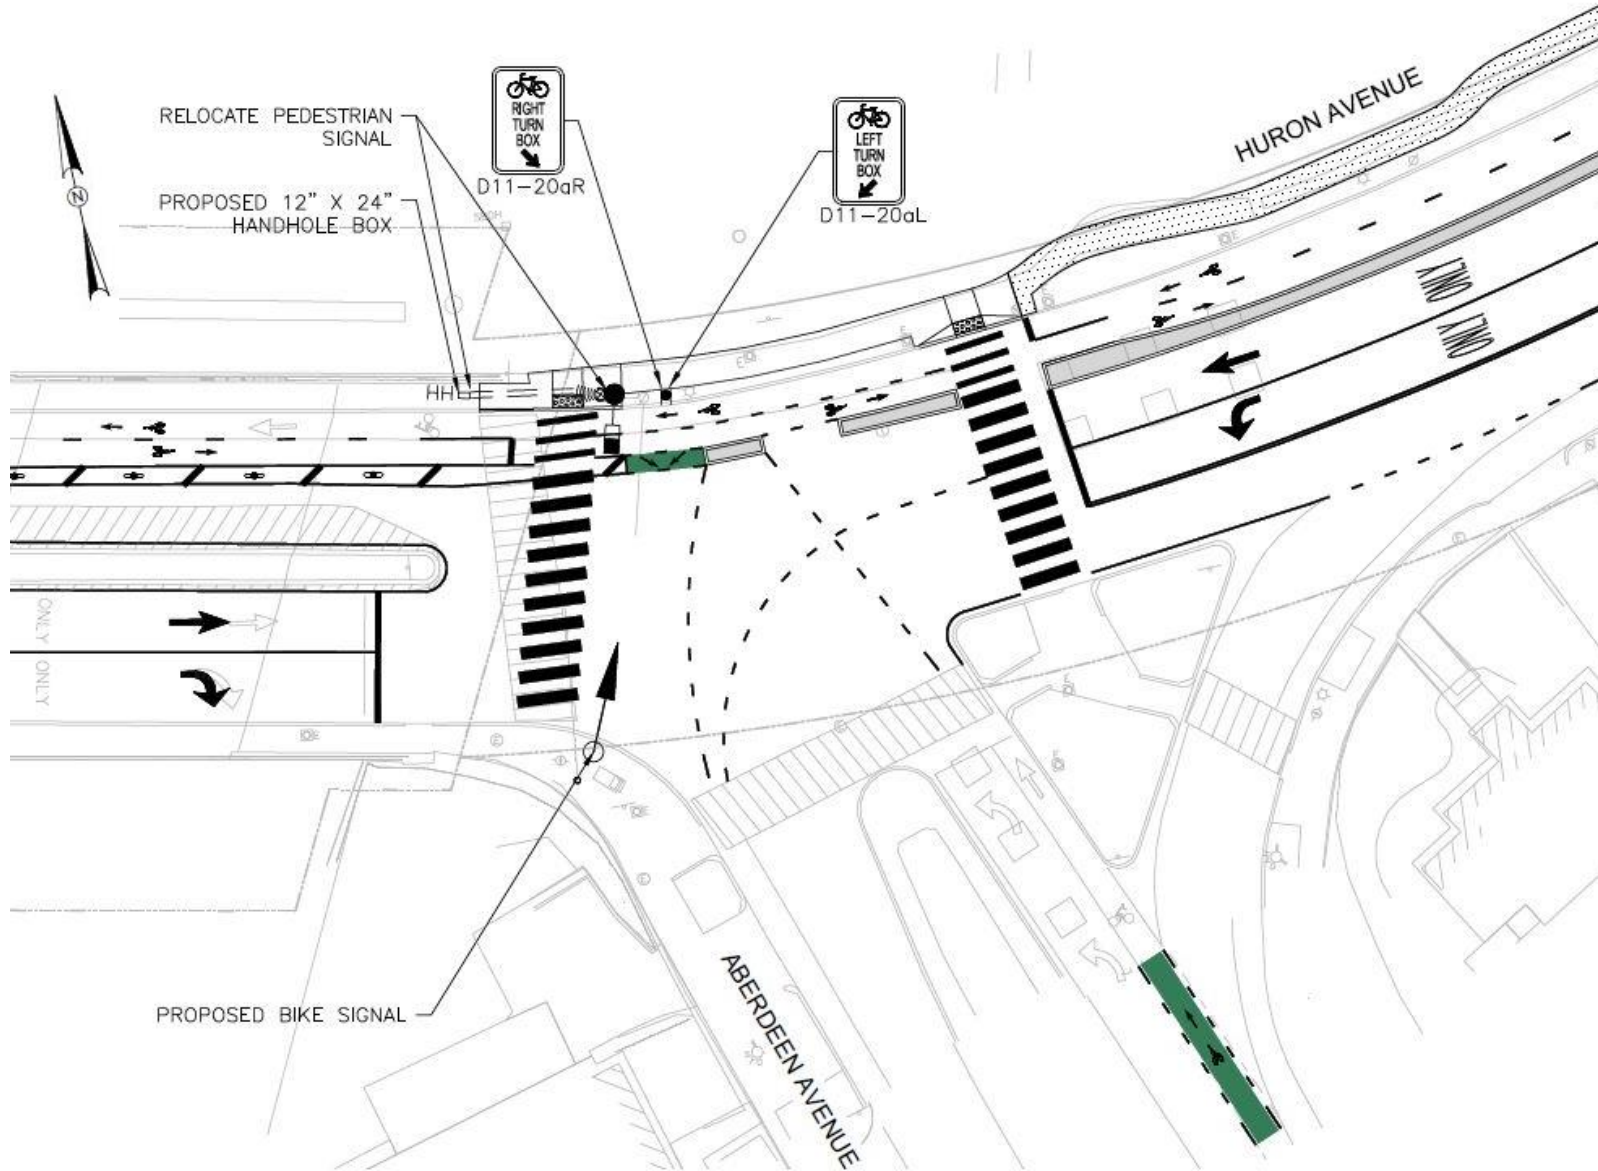 RIGHT
TURN
BOX
D11-20aR
LEFT
TURN
BOX
D11-20aL
HURON AVENUE
RELOCATE PEDESTRIAN
SIGNAL
PROPOSED 12" X 24"
HANDHOLE BOX
N
HH
ONLY
ONLY
ONLY
ONLY
PROPOSED BIKE SIGNAL
ABERDEEN AVENUE